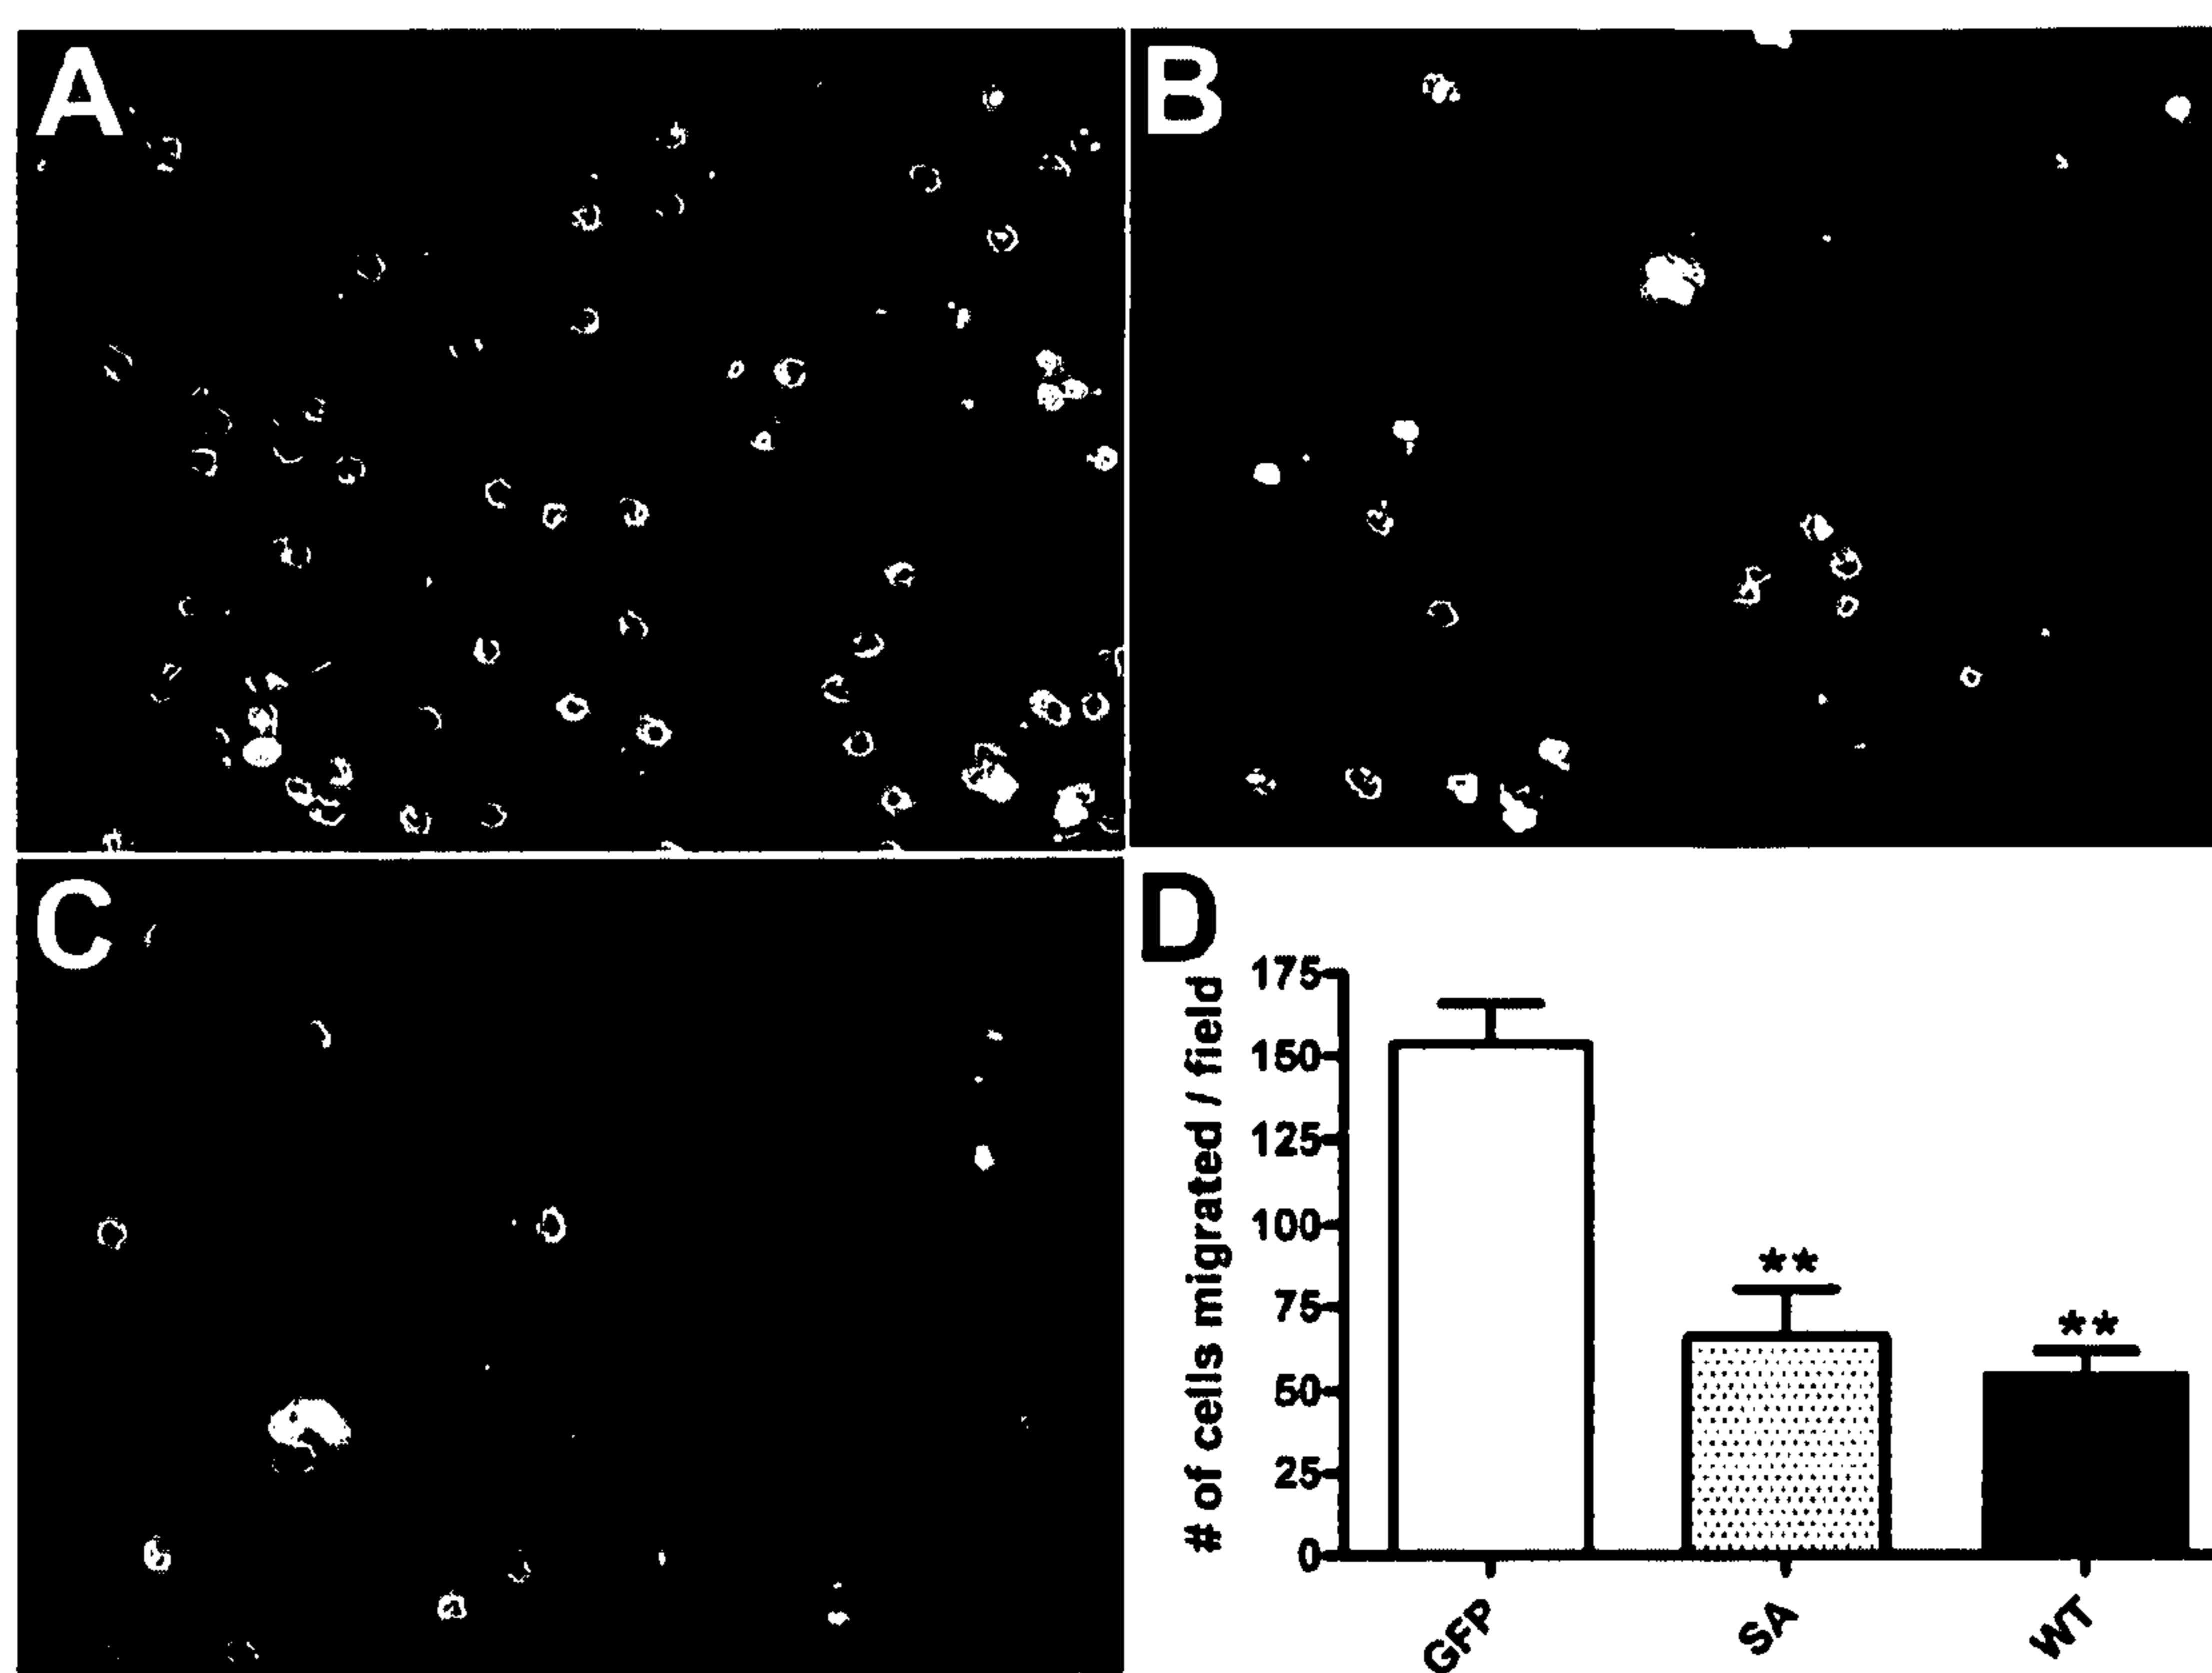 A
B
C
D
# of cells migrated / field
175
150
125
100
75
50
25
0
**
**
GFP
SA
WT